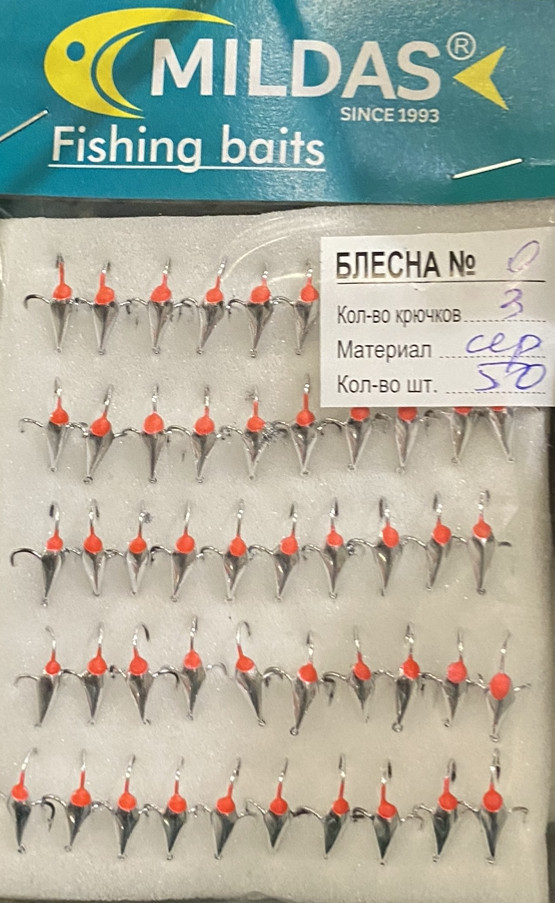 MILDAS®
SINCE 1993
Fishing baits
БЛЕСНА № 0
Кол-во крючков 3
Материал сер
Кол-во шт. 50